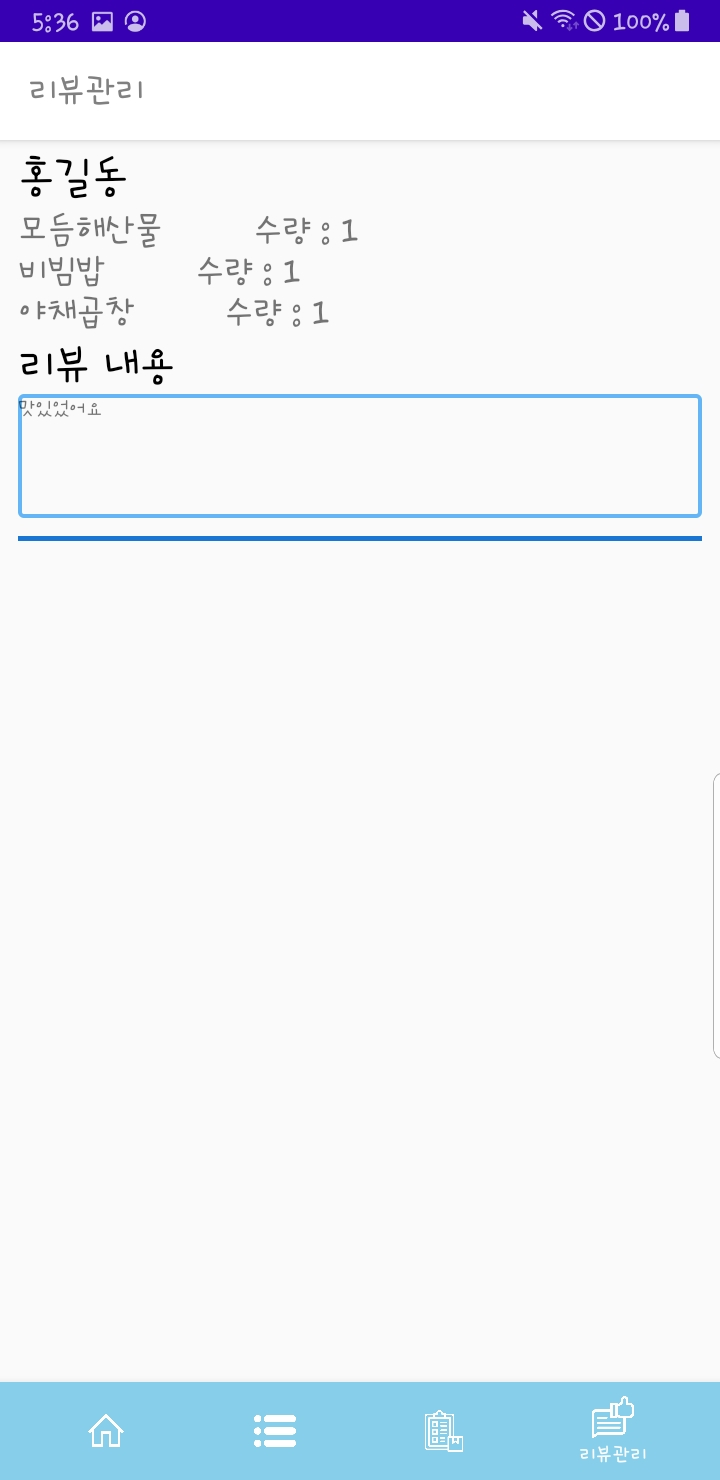 5:36 100%
리뷰관리
홍길동
모듬해산물 수량 : 1
비빔밥 수량 : 1
야채곱창 수량 : 1
리뷰 내용
맛있었어요
리뷰관리